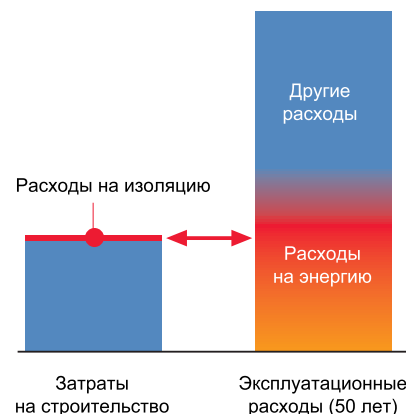 Другие
расходы
Расходы на изоляцию
Расходы
на энергию
Затраты
на строительство
Эксплуатационные
расходы (50 лет)